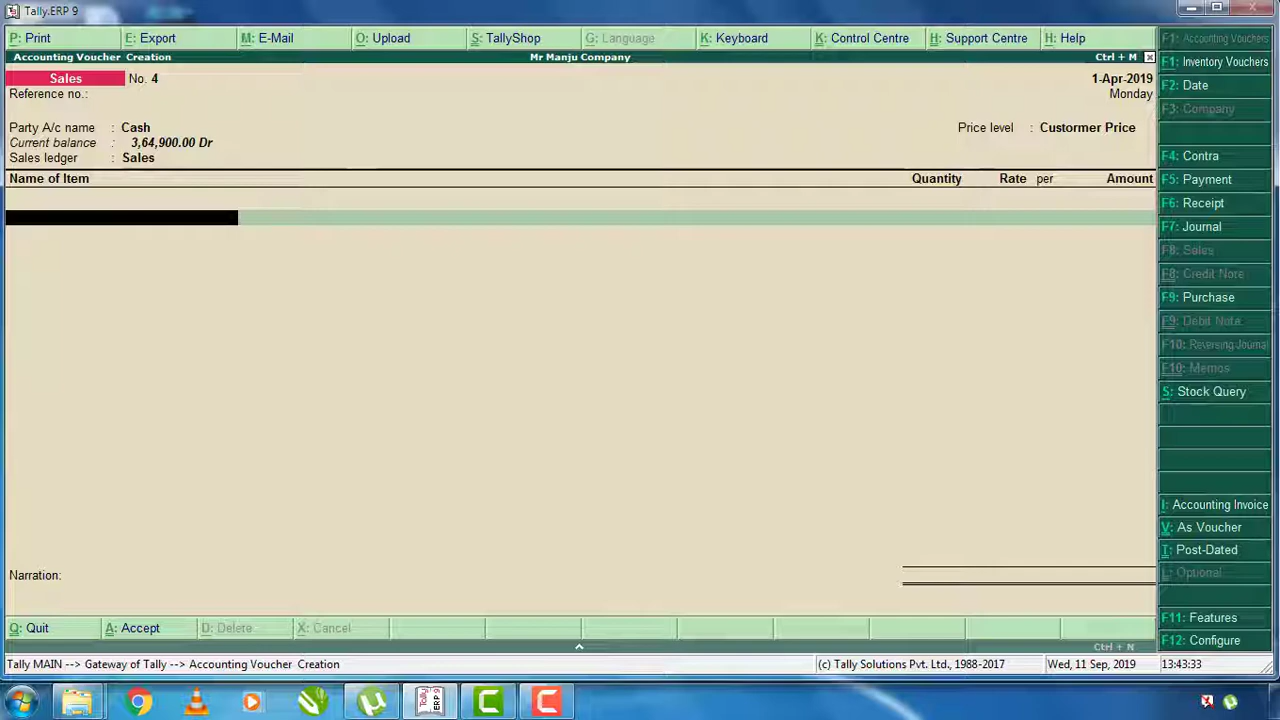 Tally.ERP 9
P: Print
E: Export
M: E-Mail
O: Upload
S: TallyShop
G: Language
K: Keyboard
K: Control Centre
H: Support Centre
H: Help
F1: Accounting Vouchers
Accounting Voucher Creation
Mr Manju Company
Ctrl + M
F1: Inventory Vouchers
Sales
No. 4
1-Apr-2019
F2: Date
Reference no.:
Monday
F3: Company
Party A/c name : Cash
Price level : Custormer Price
Current balance : 3,64,900.00 Dr
Sales ledger : Sales
F4: Contra
Name of Item
Quantity
Rate per
Amount
F5: Payment
F6: Receipt
F7: Journal
F8: Sales
F8: Credit Note
F9: Purchase
F9: Debit Note
F10: Reversing Journal
F10: Memos
S: Stock Query
I: Accounting Invoice
V: As Voucher
T: Post-Dated
L: Optional
Narration:
F11: Features
Q: Quit
A: Accept
D: Delete
X: Cancel
F12: Configure
Ctrl + N
Tally MAIN --> Gateway of Tally --> Accounting Voucher Creation
(c) Tally Solutions Pvt. Ltd., 1988-2017
Wed, 11 Sep, 2019
13:43:33